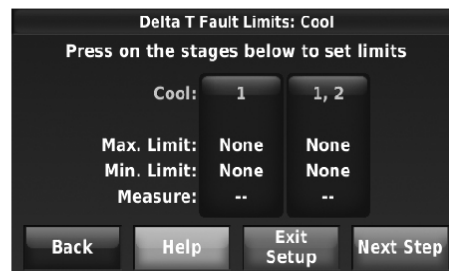 Delta T Fault Limits: Cool
Press on the stages below to set limits
Cool: 1 1, 2
Max. Limit: None None
Min. Limit: None None
Measure: -- --
Back Help Exit Setup Next Step